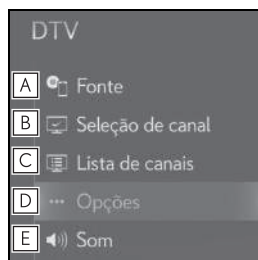 DTV
A Fonte
B Seleção de canal
C Lista de canais
D Opções
E Som